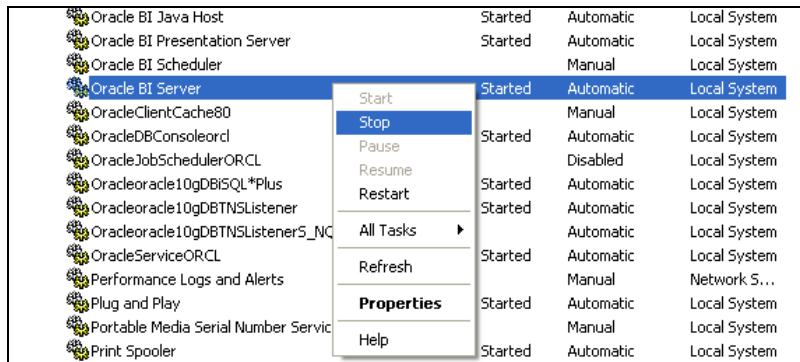 Oracle BI Java Host Started Automatic Local System
Oracle BI Presentation Server Started Automatic Local System
Oracle BI Scheduler Manual Local System
Oracle BI Server Started Automatic Local System
Start
OracleClientCache80 Manual Local System
Stop
OracleDBConsoleorcl Started Automatic Local System
Pause
OracleJobSchedulerORCL Disabled Local System
Resume
Oracleoracle10gDBiSQL*Plus Started Automatic Local System
Restart
Oracleoracle10gDBTNSListener Started Automatic Local System
Oracleoracle10gDBTNSListenerS_NQ Automatic Local System
All Tasks
OracleServiceORCL Started Automatic Local System
Refresh
Performance Logs and Alerts Manual Network S...
Plug and Play Started Automatic Local System
Properties
Portable Media Serial Number Servic Manual Local System
Help
Print Spooler Started Automatic Local System